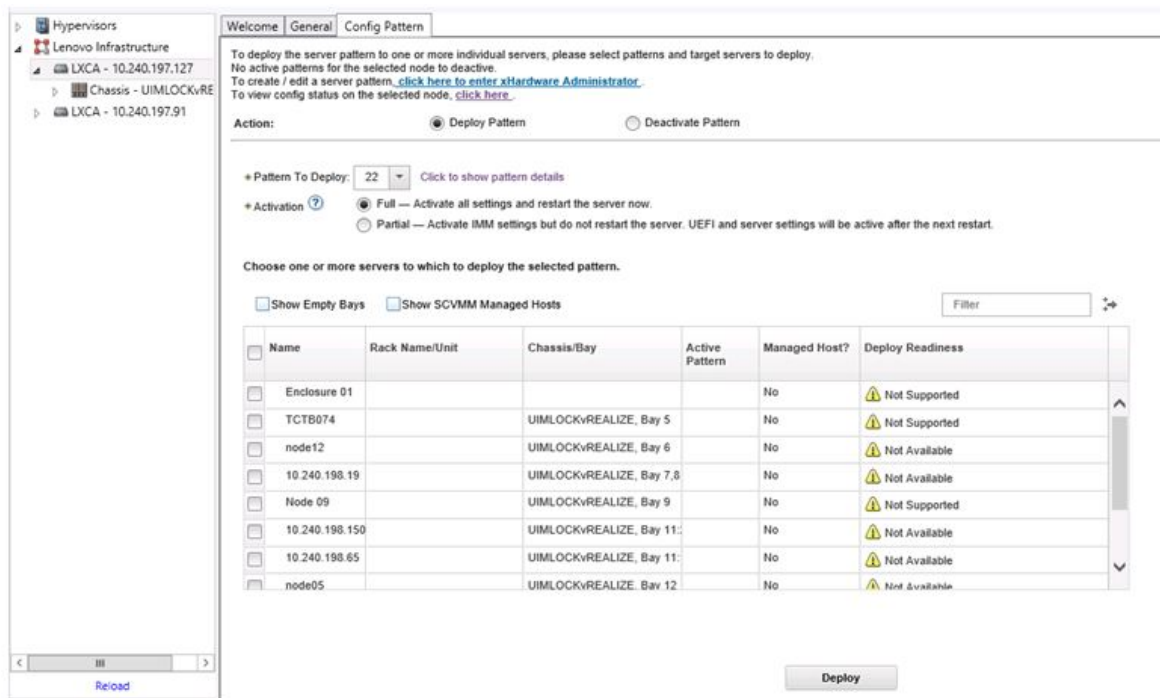 Hypervisors
Lenovo Infrastructure
LXCA - 10.240.197.127
Chassis - UIMLOCKvRE
LXCA - 10.240.197.91
Reload
Welcome General Config Pattern
To deploy the server pattern to one or more individual servers, please select patterns and target servers to deploy.
No active patterns for the selected node to deactive.
To create / edit a server pattern, click here to enter xHardware Administrator .
To view config status on the selected node, click here .
Action: Deploy Pattern Deactivate Pattern
Pattern To Deploy: 22 Click to show pattern details
Activation ? Full — Activate all settings and restart the server now.
Partial — Activate IMM settings but do not restart the server. UEFI and server settings will be active after the next restart.
Choose one or more servers to which to deploy the selected pattern.
Show Empty Bays Show SCVMM Managed Hosts Filter
Name Rack Name/Unit Chassis/Bay Active Pattern Managed Host? Deploy Readiness
Enclosure 01 No Not Supported
TCTB074 UIMLOCKvREALIZE, Bay 5 No Not Supported
node12 UIMLOCKvREALIZE, Bay 6 No Not Available
10.240.198.19 UIMLOCKvREALIZE, Bay 7,8 No Not Available
Node 09 UIMLOCKvREALIZE, Bay 9 No Not Supported
10.240.198.150 UIMLOCKvREALIZE, Bay 11: No Not Available
10.240.198.65 UIMLOCKvREALIZE, Bay 11: No Not Available
node05 UIMLOCKvREALIZE, Bay 12 No Not Available
Deploy